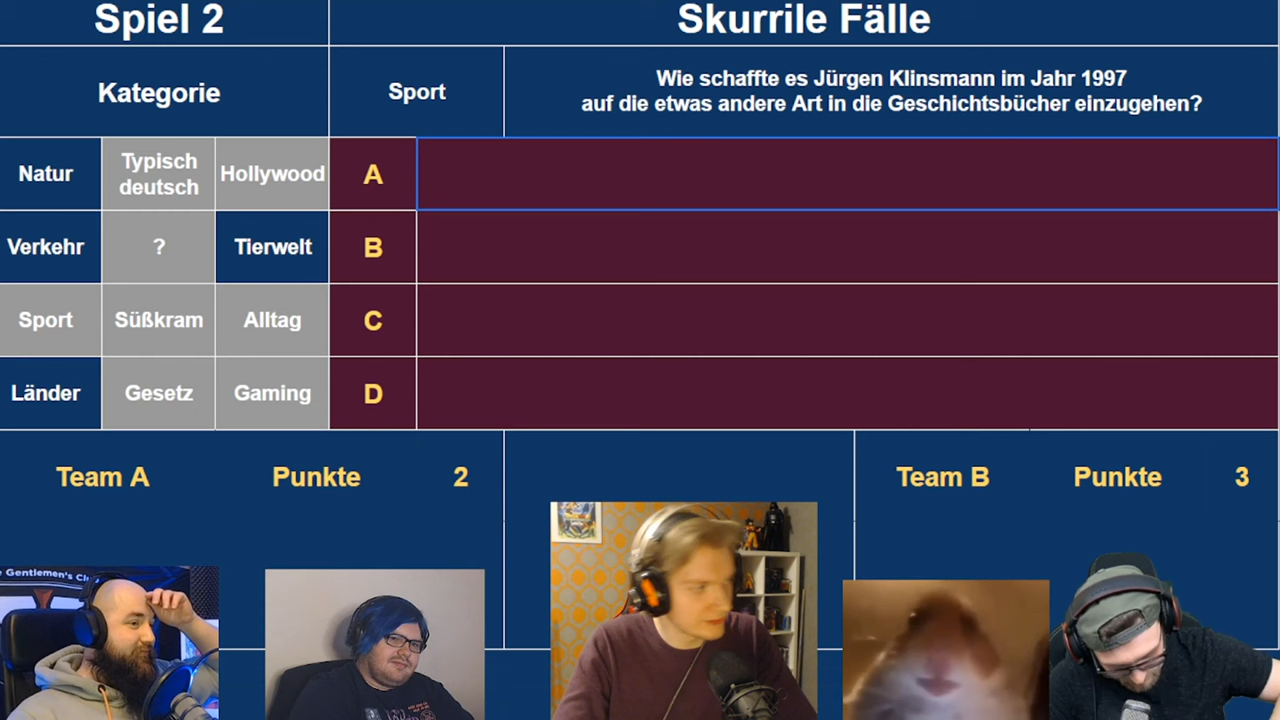 Spiel 2
Skurrile Fälle
Kategorie
Sport
Wie schaffte es Jürgen Klinsmann im Jahr 1997
auf die etwas andere Art in die Geschichtsbücher einzugehen?
Natur
Typisch
deutsch
Hollywood
A
Verkehr
?
Tierwelt
B
Sport
Süßkram
Alltag
C
Länder
Gesetz
Gaming
D
Team A
Punkte
2
Team B
Punkte
3
Gentlemen's